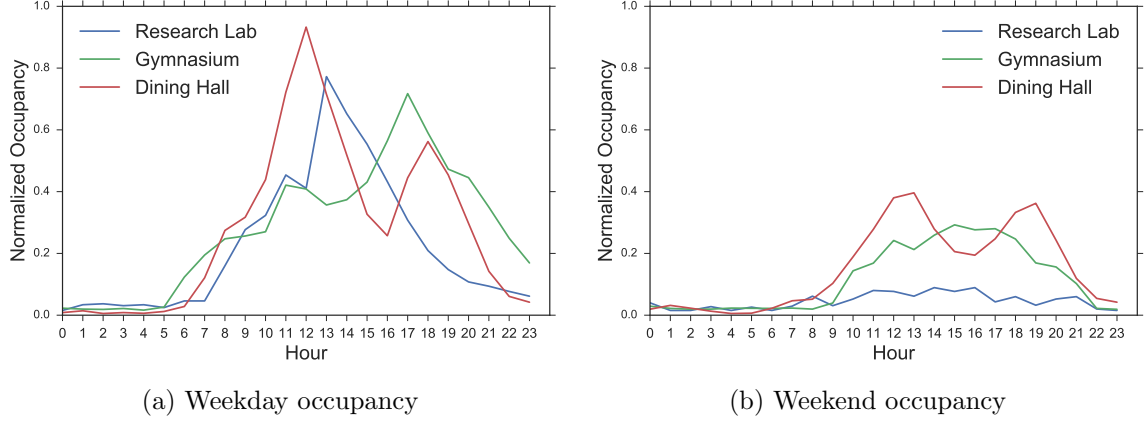 1.0
0.8
0.6
0.4
0.2
0.0
Normalized Occupancy
Research Lab
Gymnasium
Dining Hall
0 1 2 3 4 5 6 7 8 9 10 11 12 13 14 15 16 17 18 19 20 21 22 23
Hour
(a) Weekday occupancy
1.0
0.8
0.6
0.4
0.2
0.0
Normalized Occupancy
Research Lab
Gymnasium
Dining Hall
0 1 2 3 4 5 6 7 8 9 10 11 12 13 14 15 16 17 18 19 20 21 22 23
Hour
(b) Weekend occupancy